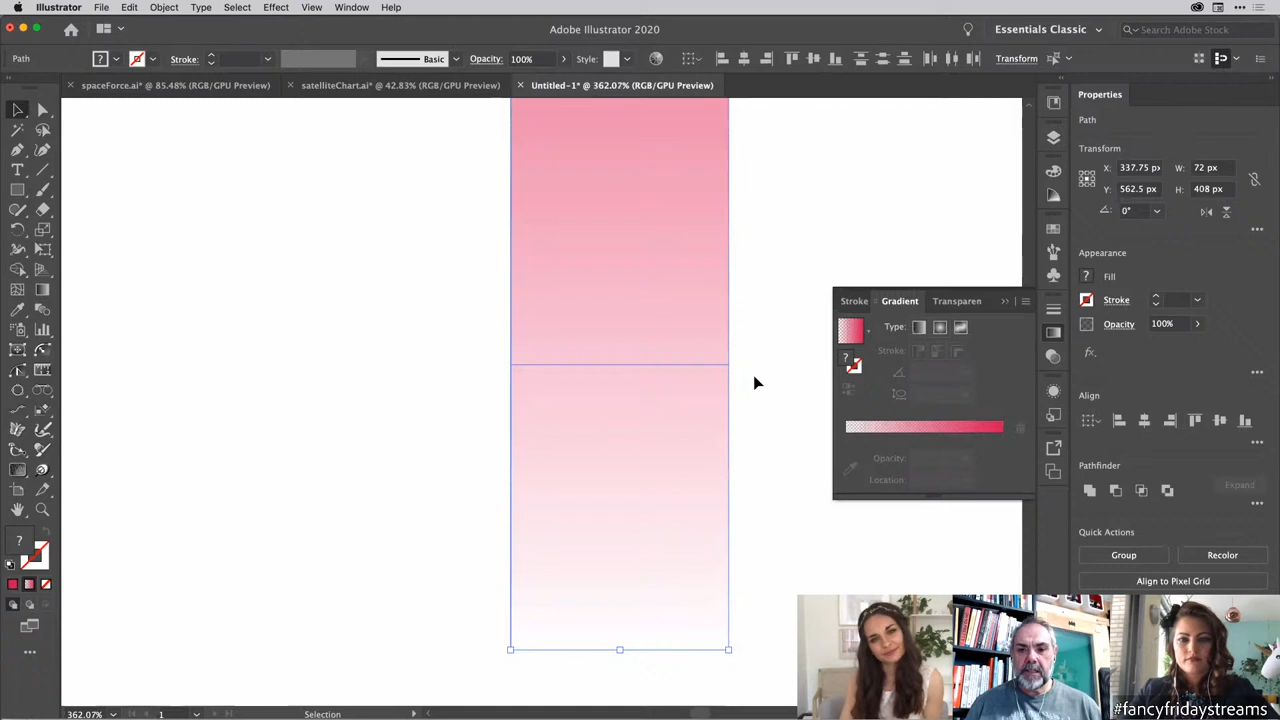 Illustrator File Edit Object Type Select Effect View Window Help
Adobe Illustrator 2020
Essentials Classic
Search Adobe Stock
Path
?
Stroke:
Basic
Opacity: 100%
Style:
Transform
spaceForce.ai* @ 85.48% (RGB/GPU Preview)
satelliteChart.ai* @ 42.83% (RGB/GPU Preview)
Untitled-1* @ 362.07% (RGB/GPU Preview)
Properties
Path
Transform
X: 337.75 px W: 72 px
Y: 562.5 px H: 408 px
0°
Appearance
? Fill
Stroke
Opacity 100%
fx.
Align
Pathfinder
Expand
Quick Actions
Group Recolor
Align to Pixel Grid
Stroke Gradient Transparen
Type:
Stroke:
?
Opacity:
Location:
?
362.07% 1 Selection
#fancyfridaystreams